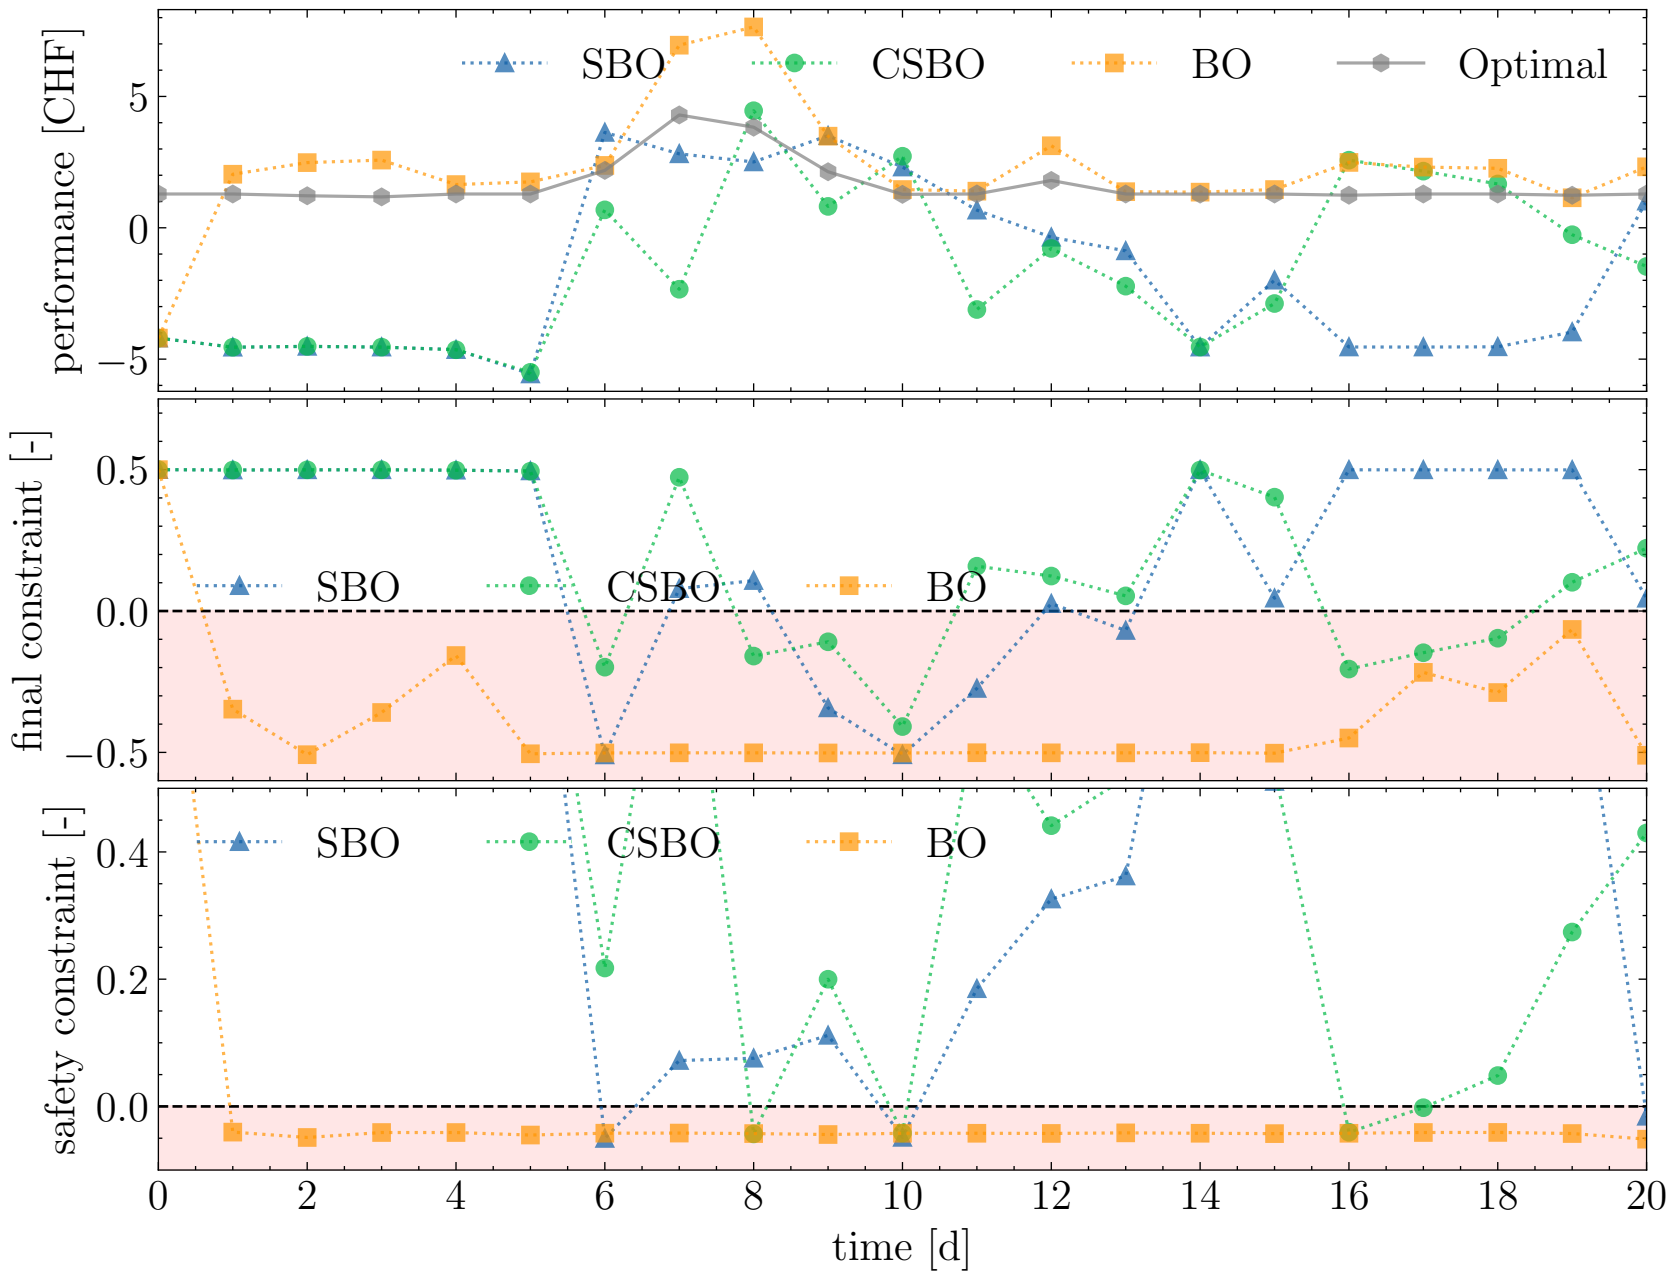 performance [CHF]
5
0
−5
SBO CSBO BO Optimal
final constraint [-]
0.5
0.0
−0.5
SBO CSBO BO
safety constraint [-]
0.4
0.2
0.0
SBO CSBO BO
0 2 4 6 8 10 12 14 16 18 20
time [d]